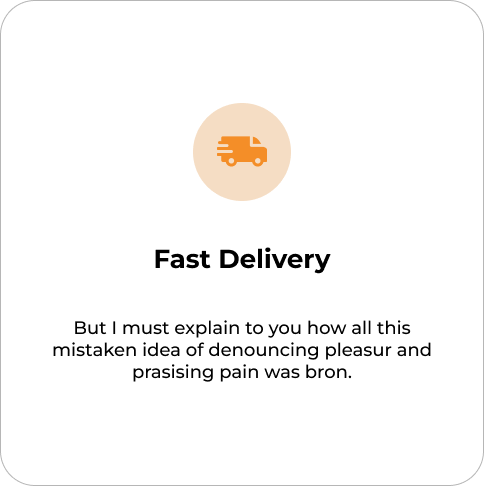 Fast Delivery
But I must explain to you how all this
mistaken idea of denouncing pleasur and
prasising pain was bron.